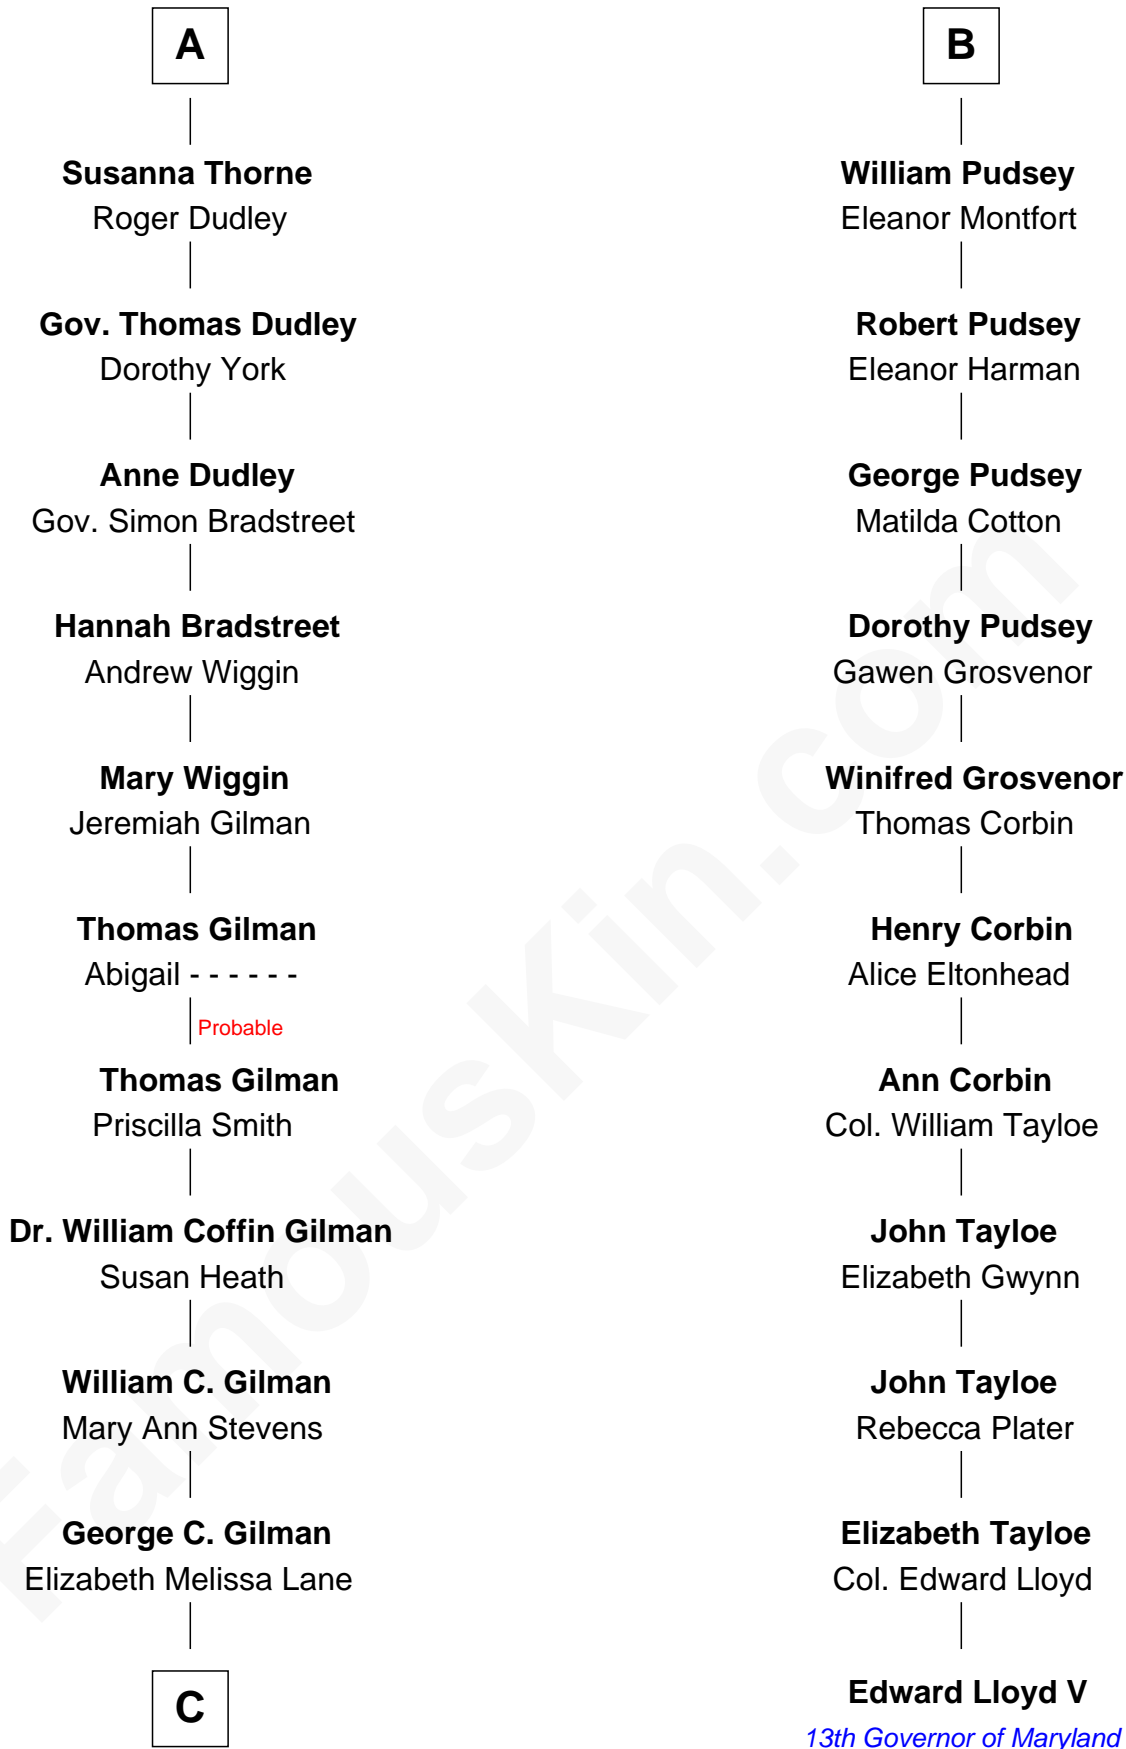 A
Susanna Thorne
Roger Dudley
Gov. Thomas Dudley
Dorothy York
Anne Dudley
Gov. Simon Bradstreet
Hannah Bradstreet
Andrew Wiggin
Mary Wiggin
Jeremiah Gilman
Thomas Gilman
Abigail - - - - - -
Probable
Thomas Gilman
Priscilla Smith
Dr. William Coffin Gilman
Susan Heath
William C. Gilman
Mary Ann Stevens
George C. Gilman
Elizabeth Melissa Lane
C
B
William Pudsey
Eleanor Montfort
Robert Pudsey
Eleanor Harman
George Pudsey
Matilda Cotton
Dorothy Pudsey
Gawen Grosvenor
Winifred Grosvenor
Thomas Corbin
Henry Corbin
Alice Eltonhead
Ann Corbin
Col. William Tayloe
John Tayloe
Elizabeth Gwynn
John Tayloe
Rebecca Plater
Elizabeth Tayloe
Col. Edward Lloyd
Edward Lloyd V
13th Governor of Maryland
FamousKin.com